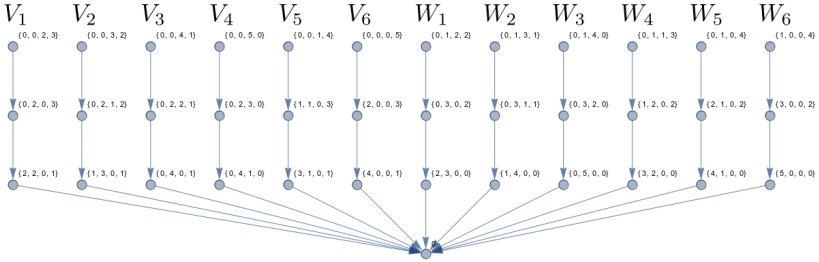 V₁ V₂ V₃ V₄ V₅ V₆ W₁ W₂ W₃ W₄ W₅ W₆
{0, 0, 2, 3} {0, 0, 3, 2} {0, 0, 4, 1} {0, 0, 5, 0} {0, 0, 1, 4} {0, 0, 0, 5} {0, 1, 2, 2} {0, 1, 3, 1} {0, 1, 4, 0} {0, 1, 1, 3} {0, 1, 0, 4} {1, 0, 0, 4}
{0, 2, 0, 3} {0, 2, 1, 2} {0, 2, 2, 1} {0, 2, 3, 0} {1, 1, 0, 3} {2, 0, 0, 3} {0, 3, 0, 2} {0, 3, 1, 1} {0, 3, 2, 0} {1, 2, 0, 2} {2, 1, 0, 2} {3, 0, 0, 2}
{2, 2, 0, 1} {1, 3, 0, 1} {0, 4, 0, 1} {0, 4, 1, 0} {3, 1, 0, 1} {4, 0, 0, 1} {2, 3, 0, 0} {1, 4, 0, 0} {0, 5, 0, 0} {3, 2, 0, 0} {4, 1, 0, 0} {5, 0, 0, 0}